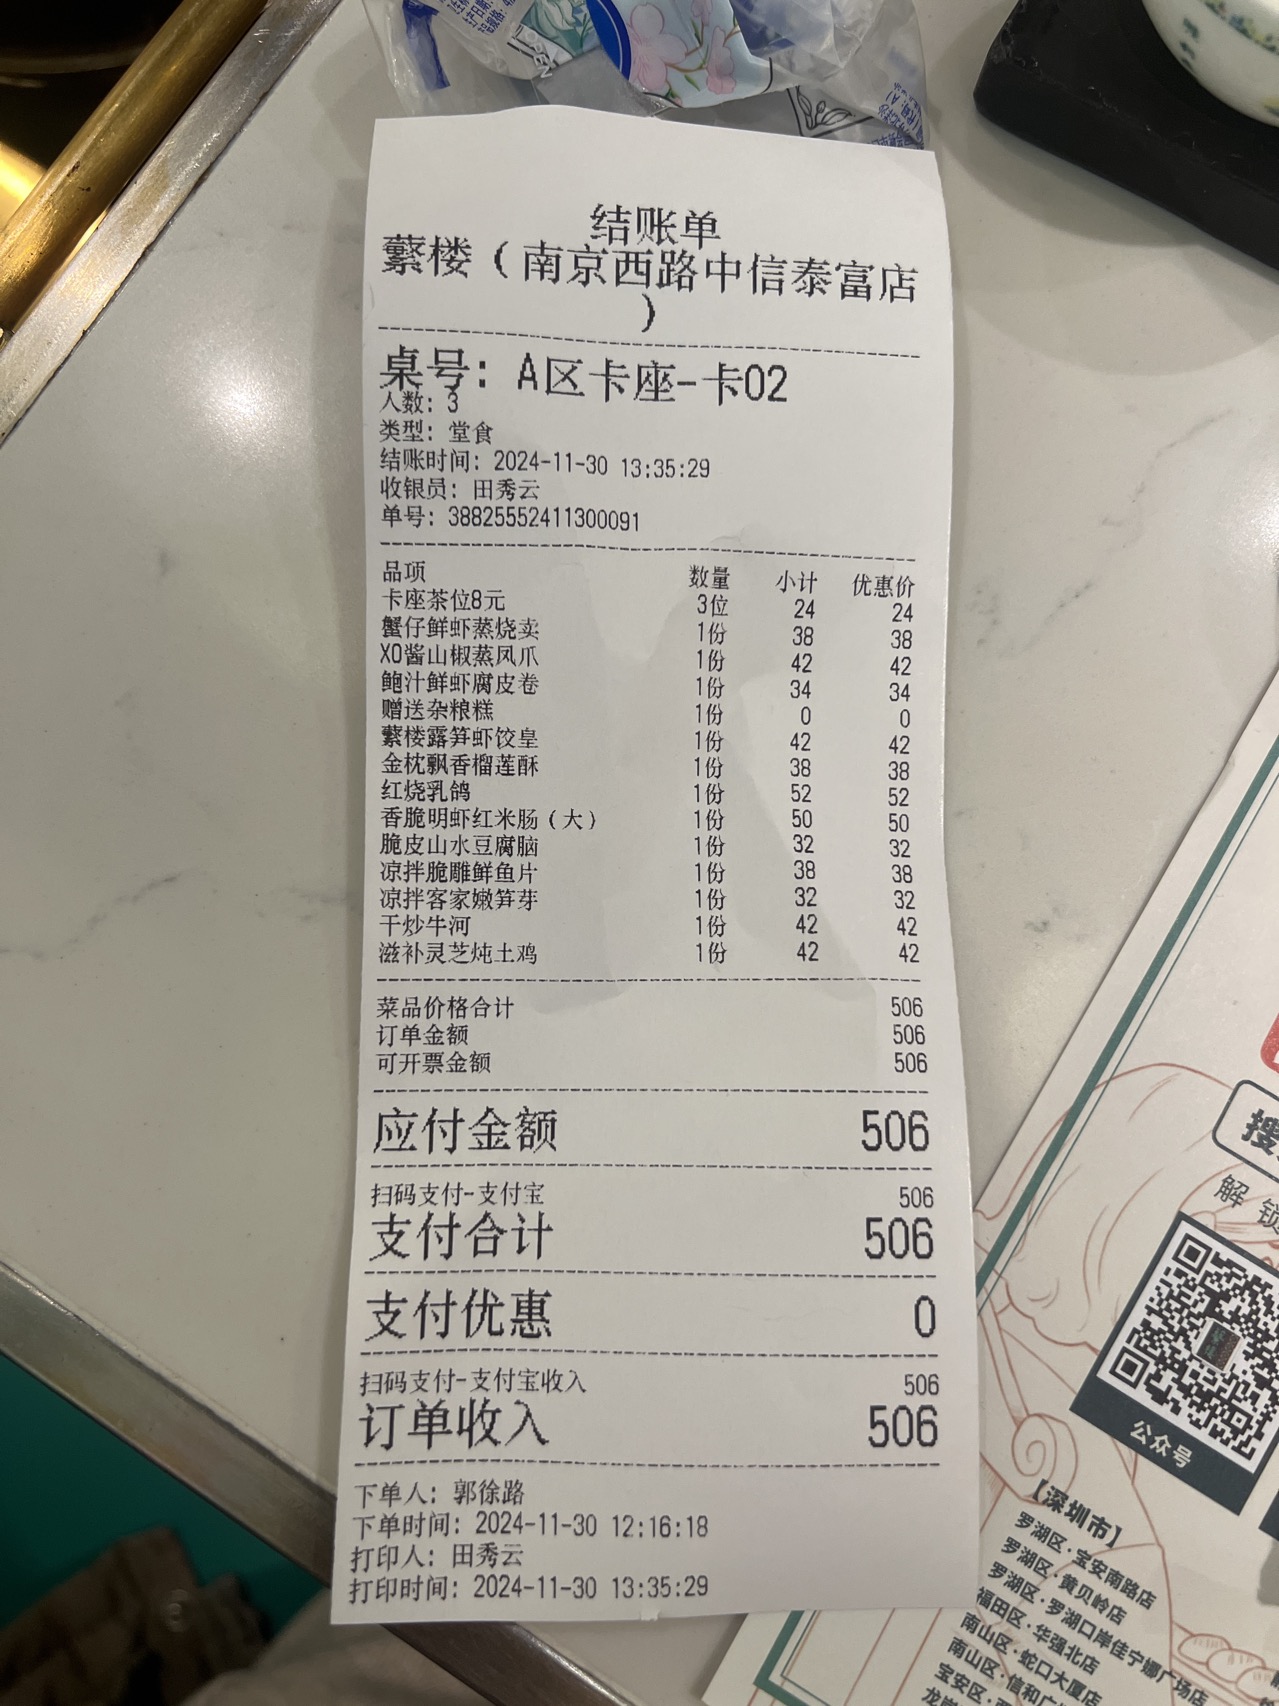 结账单
蘩楼（南京西路中信泰富店
）
桌号：A区卡座-卡02
人数：3
类型：堂食
结账时间：2024-11-30 13:35:29
收银员：田秀云
单号：38825552411300091
品项 数量 小计 优惠价
卡座茶位8元 3位 24 24
蟹仔鲜虾蒸烧卖 1份 38 38
XO酱山椒蒸凤爪 1份 42 42
鲍汁鲜虾腐皮卷 1份 34 34
赠送杂粮糕 1份 0 0
蘩楼露笋虾饺皇 1份 42 42
金枕飘香榴莲酥 1份 38 38
红烧乳鸽 1份 52 52
香脆明虾红米肠（大） 1份 50 50
脆皮山水豆腐脑 1份 32 32
凉拌脆雕鲜鱼片 1份 38 38
凉拌客家嫩笋芽 1份 32 32
干炒牛河 1份 42 42
滋补灵芝炖土鸡 1份 42 42
菜品价格合计 506
订单金额 506
可开票金额 506
应付金额 506
扫码支付-支付宝 506
支付合计 506
支付优惠 0
扫码支付-支付宝收入 506
订单收入 506
下单人：郭徐路
下单时间：2024-11-30 12:16:18
打印人：田秀云
打印时间：2024-11-30 13:35:29
搜
解锁
公众号
【深圳市】
罗湖区·宝安南路店
罗湖区·黄贝岭店
罗湖区·罗湖口岸佳宁娜广场店
福田区·华强北店
南山区·蛇口大厦店
南山区·信和
宝安区·